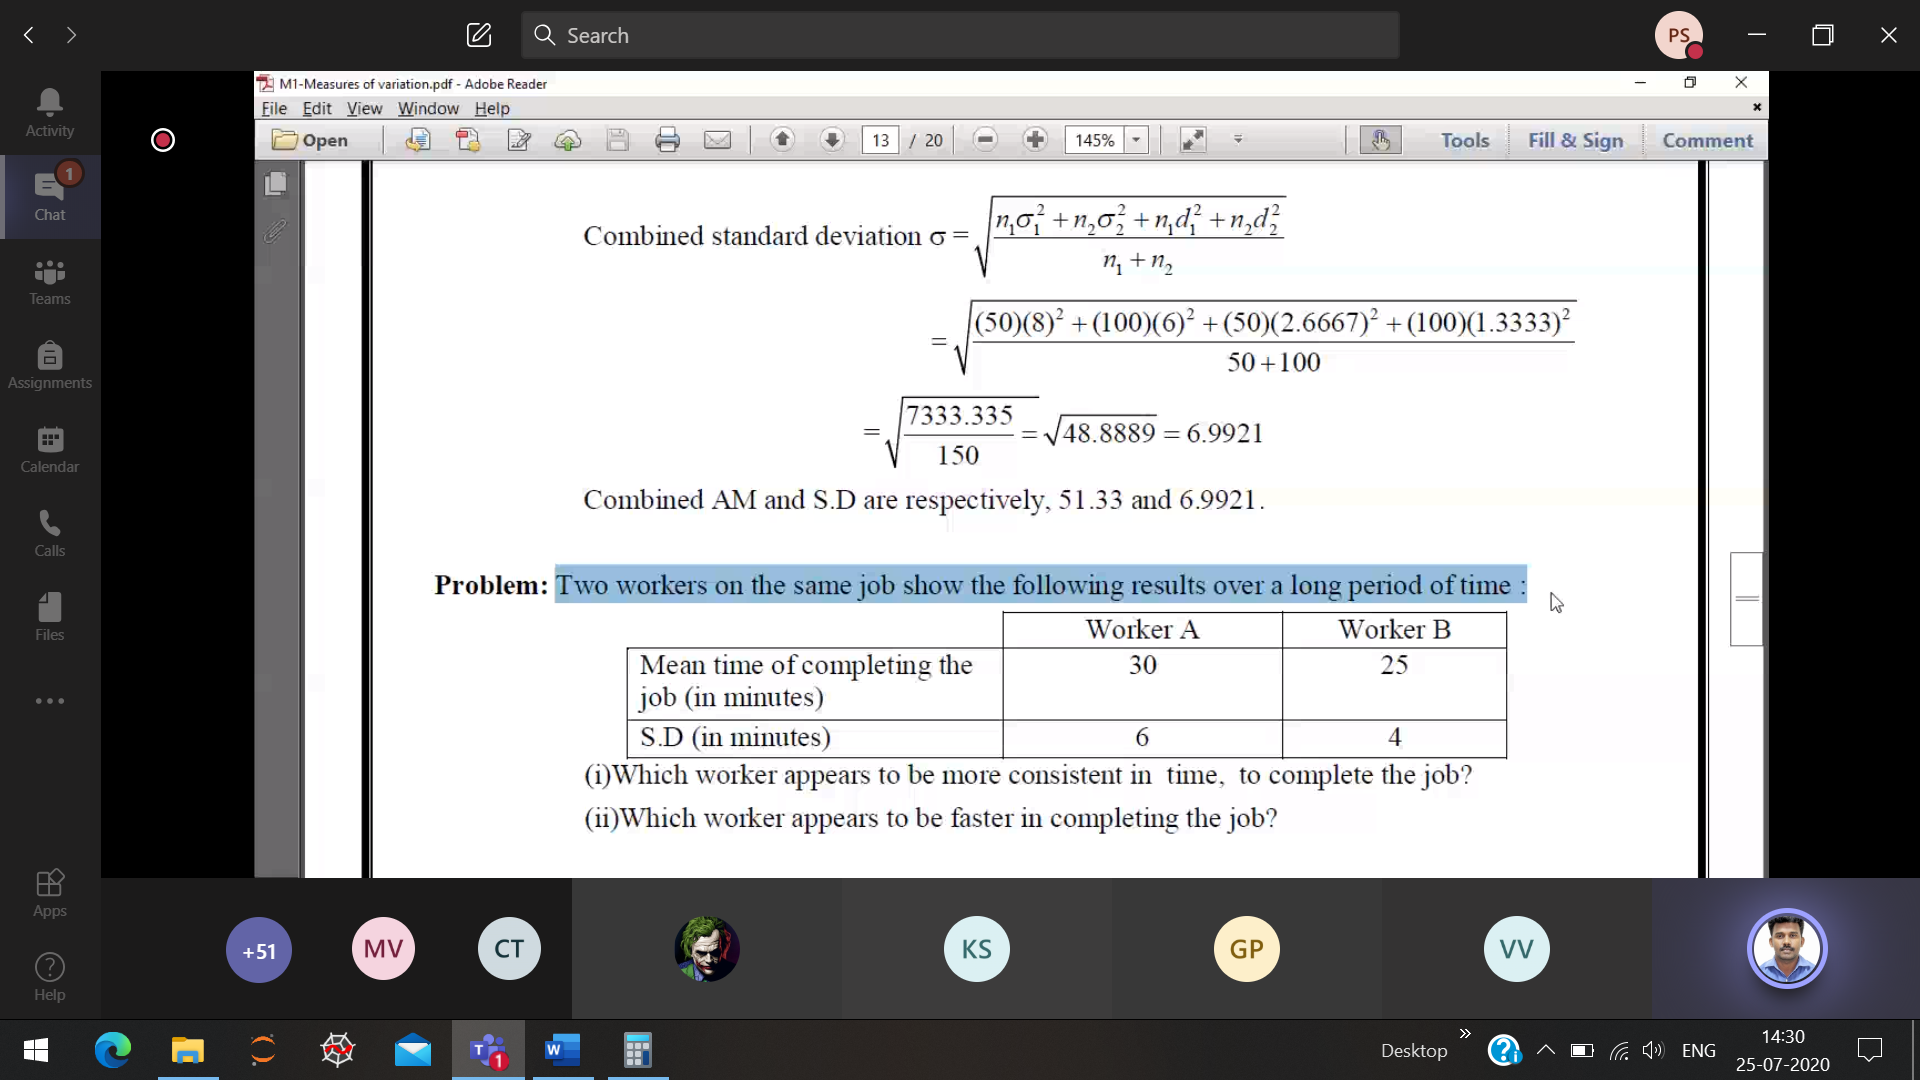 Search
PS
M1-Measures of variation.pdf - Adobe Reader
File Edit View Window Help
Open 13 / 20 145% Tools Fill & Sign Comment
Activity
1
Chat
Teams
Assignments
Calendar
Calls
Files
Apps
Help
Combined standard deviation σ = √((n₁σ₁² + n₂σ₂² + n₁d₁² + n₂d₂²) / (n₁ + n₂))
= √(((50)(8)² + (100)(6)² + (50)(2.6667)² + (100)(1.3333)²) / (50 + 100))
= √(7333.335 / 150) = √48.8889 = 6.9921
Combined AM and S.D are respectively, 51.33 and 6.9921.
Problem: Two workers on the same job show the following results over a long period of time :
Worker A Worker B
Mean time of completing the job (in minutes) 30 25
S.D (in minutes) 6 4
(i)Which worker appears to be more consistent in time, to complete the job?
(ii)Which worker appears to be faster in completing the job?
+51 MV CT KS GP VV
T 1 W Desktop » ENG 14:30
25-07-2020